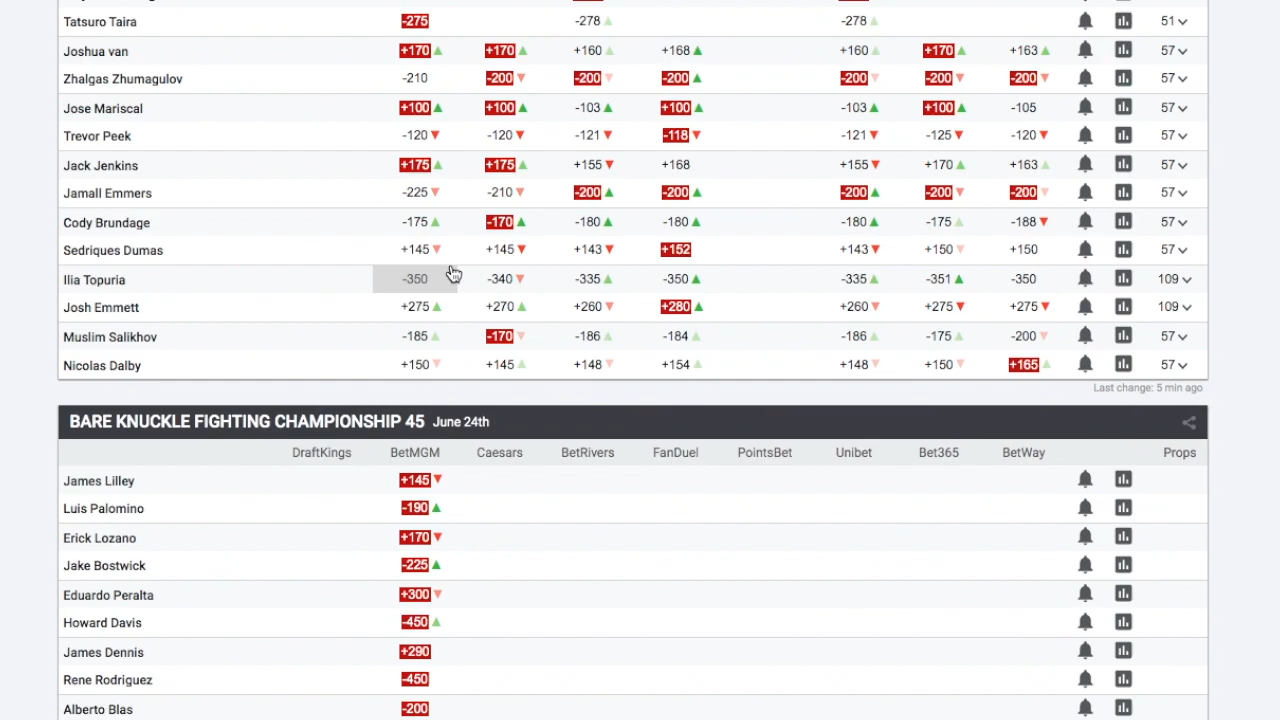 Tatsuro Taira -275 -278 -278 51
Joshua van +170 +170 +160 +168 +160 +170 +163 57
Zhalgas Zhumagulov -210 -200 -200 -200 -200 -200 -200 57
Jose Mariscal +100 +100 -103 +100 -103 +100 -105 57
Trevor Peek -120 -120 -121 -118 -121 -125 -120 57
Jack Jenkins +175 +175 +155 +168 +155 +170 +163 57
Jamall Emmers -225 -210 -200 -200 -200 -200 -200 57
Cody Brundage -175 -170 -180 -180 -180 -175 -188 57
Sedriques Dumas +145 +145 +143 +152 +143 +150 +150 57
Ilia Topuria -350 -340 -335 -350 -335 -351 -350 109
Josh Emmett +275 +270 +260 +280 +260 +275 +275 109
Muslim Salikhov -185 -170 -186 -184 -186 -175 -200 57
Nicolas Dalby +150 +145 +148 +154 +148 +150 +165 57
Last change: 5 min ago
BARE KNUCKLE FIGHTING CHAMPIONSHIP 45 June 24th
DraftKings BetMGM Caesars BetRivers FanDuel PointsBet Unibet Bet365 BetWay Props
James Lilley +145
Luis Palomino -190
Erick Lozano +170
Jake Bostwick -225
Eduardo Peralta +300
Howard Davis -450
James Dennis +290
Rene Rodriguez -450
Alberto Blas -200